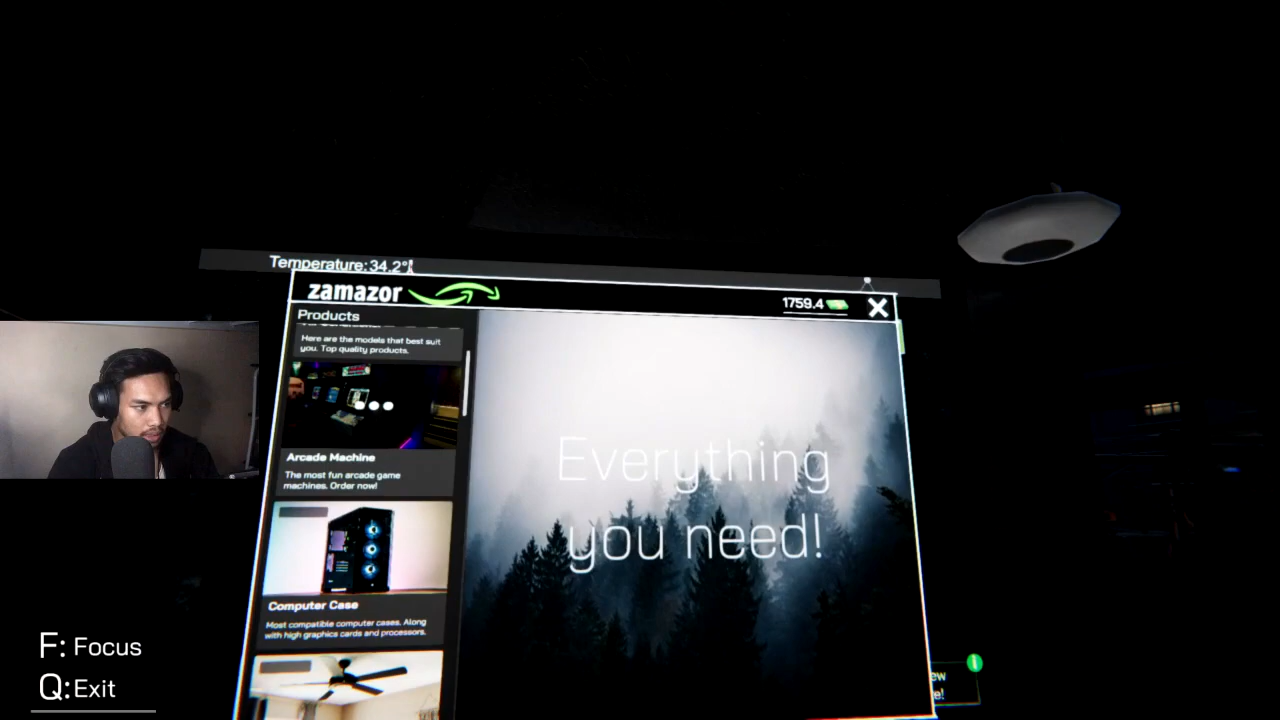 Temperature:34.2°
zamazor
1759.4
Products
Here are the models that best suit
you. Top quality products.
Arcade Machine
The most fun arcade game
machines. Order now!
Computer Case
Most compatible computer cases. Along
with high graphics cards and processors.
Everything
you need!
F: Focus
Q:Exit